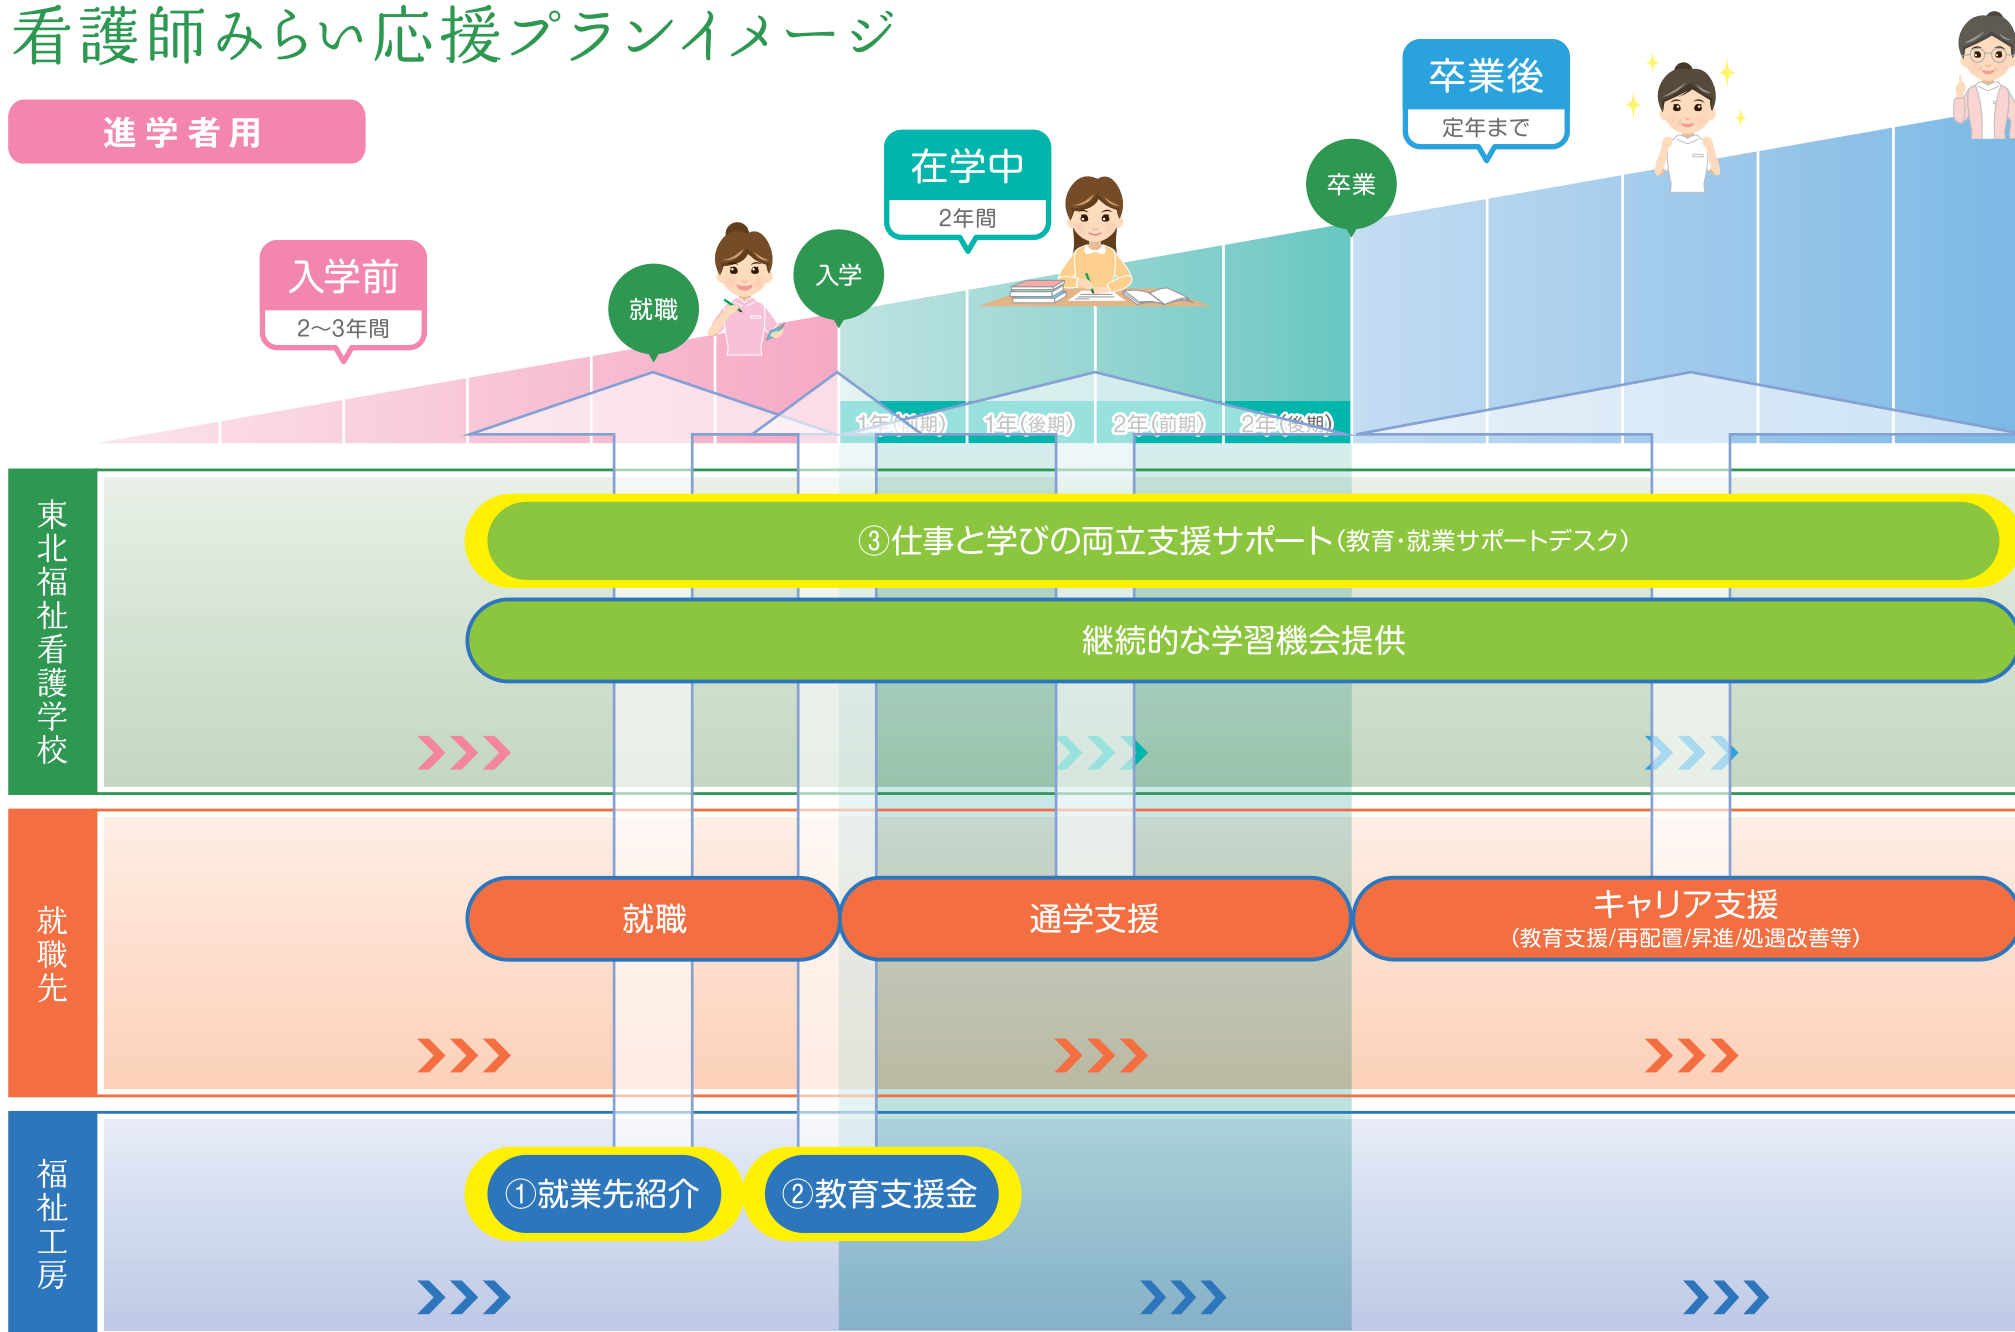 看護師みらい応援プランイメージ
進学者用
入学前
2〜3年間
就職
入学
在学中
2年間
卒業
卒業後
定年まで
1年(前期)
1年(後期)
2年(前期)
2年(後期)
東北福祉看護学校
③仕事と学びの両立支援サポート(教育・就業サポートデスク)
継続的な学習機会提供
就職先
就職
通学支援
キャリア支援
(教育支援/再配置/昇進/処遇改善等)
福祉工房
①就業先紹介
②教育支援金